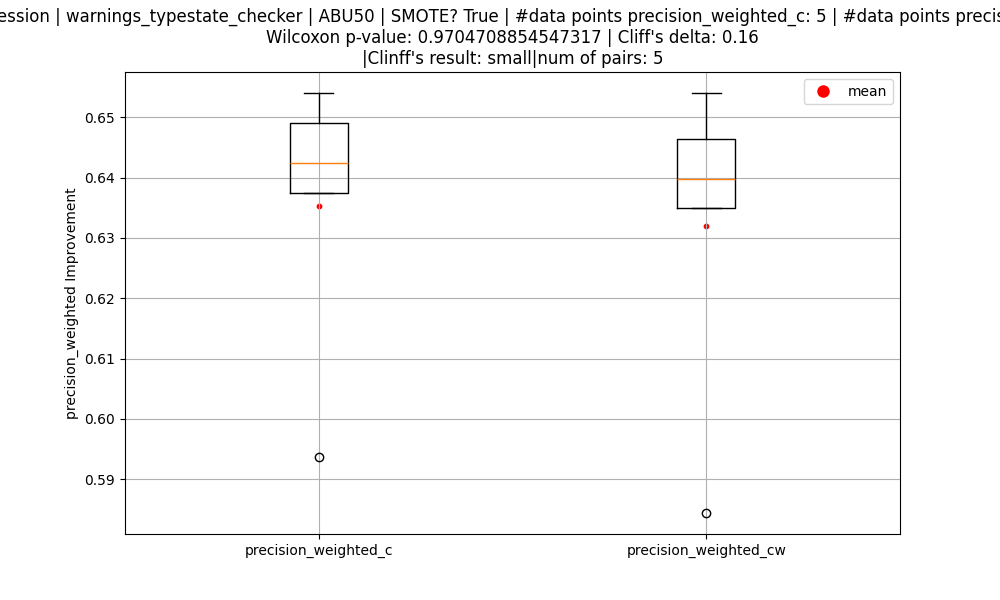 ession | warnings_typestate_checker | ABU50 | SMOTE? True | #data points precision_weighted_c: 5 | #data points precis
Wilcoxon p-value: 0.9704708854547317 | Cliff's delta: 0.16
|Clinff's result: small|num of pairs: 5
mean
precision_weighted Improvement
0.65
0.64
0.63
0.62
0.61
0.60
0.59
precision_weighted_c
precision_weighted_cw